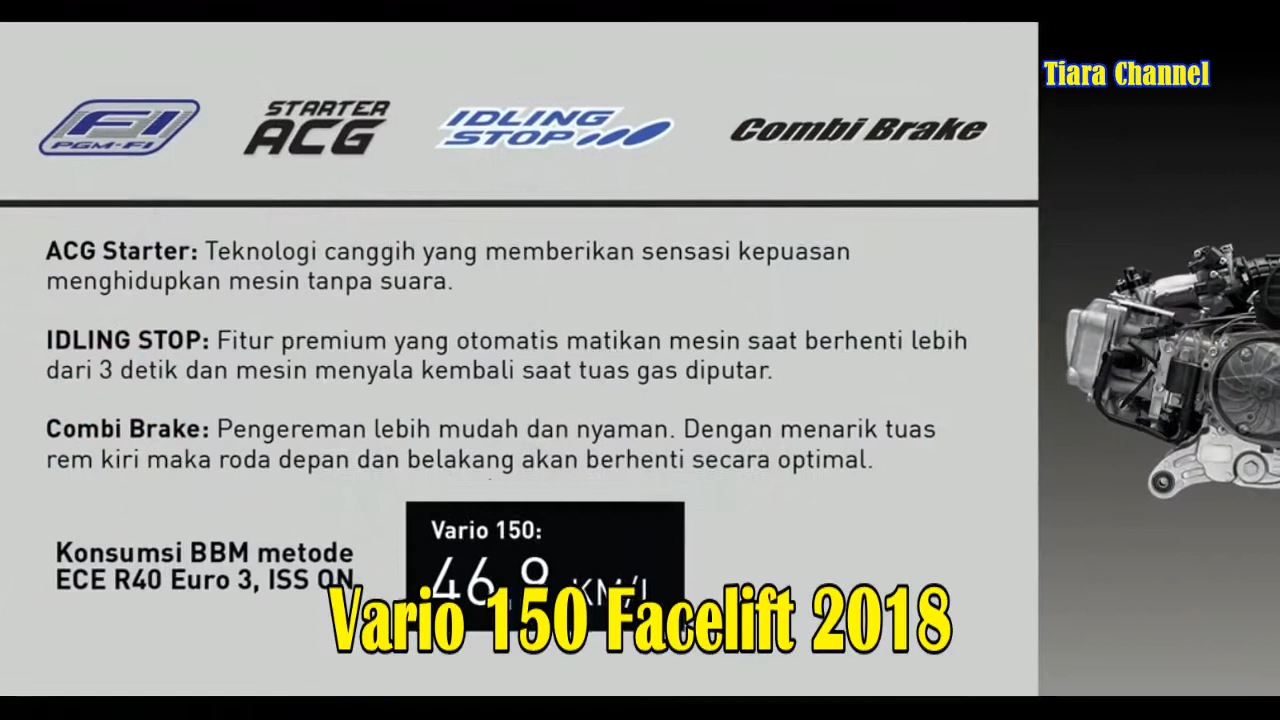 Tiara Channel
FI
PGM-FI
STARTER
ACG
IDLING
STOP
Combi Brake
ACG Starter: Teknologi canggih yang memberikan sensasi kepuasan
menghidupkan mesin tanpa suara.
IDLING STOP: Fitur premium yang otomatis matikan mesin saat berhenti lebih
dari 3 detik dan mesin menyala kembali saat tuas gas diputar.
Combi Brake: Pengereman lebih mudah dan nyaman. Dengan menarik tuas
rem kiri maka roda depan dan belakang akan berhenti secara optimal.
Konsumsi BBM metode
ECE R40 Euro 3, ISS ON
Vario 150:
KM/L
Vario 150 Facelift 2018